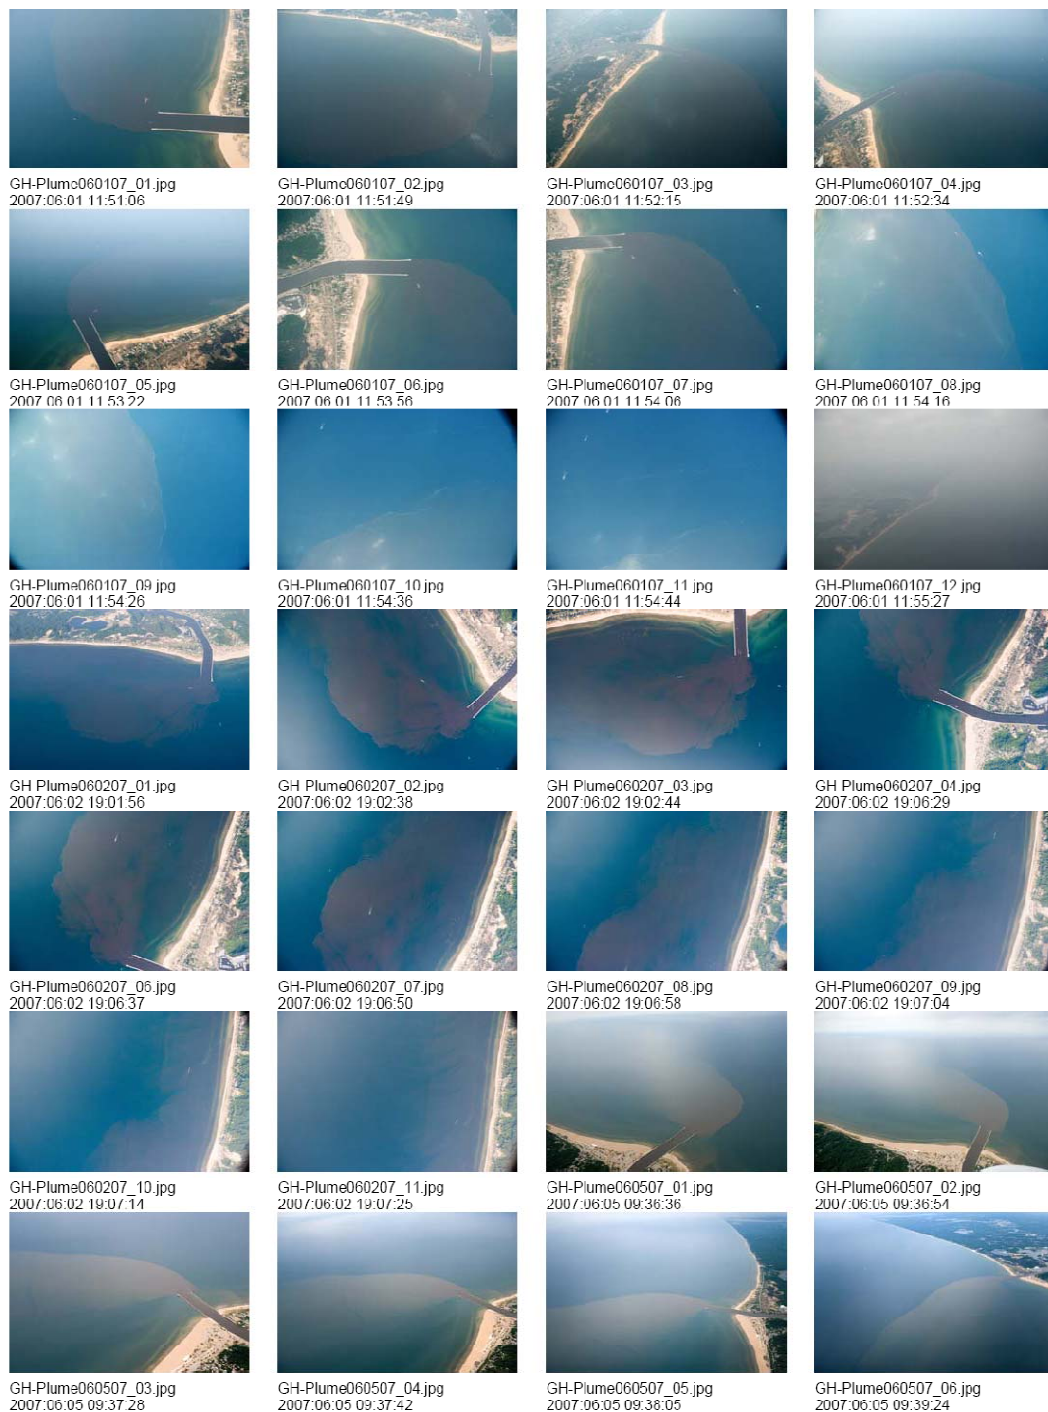 GH-Plume060107_01.jpg
2007:06:01 11:51:06
GH-Plume060107_02.jpg
2007:06:01 11:51:49
GH-Plume060107_03.jpg
2007:06:01 11:52:15
GH-Plume060107_04.jpg
2007:06:01 11:52:34
GH-Plume060107_05.jpg
2007:06:01 11:53:22
GH-Plume060107_06.jpg
2007:06:01 11:53:56
GH-Plume060107_07.jpg
2007:06:01 11:54:06
GH-Plume060107_08.jpg
2007:06:01 11:54:16
GH-Plume060107_09.jpg
2007:06:01 11:54:26
GH-Plume060107_10.jpg
2007:06:01 11:54:36
GH-Plume060107_11.jpg
2007:06:01 11:54:44
GH-Plume060107_12.jpg
2007:06:01 11:55:27
GH-Plume060207_01.jpg
2007:06:02 19:01:56
GH-Plume060207_02.jpg
2007:06:02 19:02:38
GH-Plume060207_03.jpg
2007:06:02 19:02:44
GH-Plume060207_04.jpg
2007:06:02 19:06:29
GH-Plume060207_06.jpg
2007:06:02 19:06:37
GH-Plume060207_07.jpg
2007:06:02 19:06:50
GH-Plume060207_08.jpg
2007:06:02 19:06:58
GH-Plume060207_09.jpg
2007:06:02 19:07:04
GH-Plume060207_10.jpg
2007:06:02 19:07:14
GH-Plume060207_11.jpg
2007:06:02 19:07:25
GH-Plume060507_01.jpg
2007:06:05 09:36:36
GH-Plume060507_02.jpg
2007:06:05 09:36:54
GH-Plume060507_03.jpg
2007:06:05 09:37:28
GH-Plume060507_04.jpg
2007:06:05 09:37:42
GH-Plume060507_05.jpg
2007:06:05 09:38:05
GH-Plume060507_06.jpg
2007:06:05 09:39:24